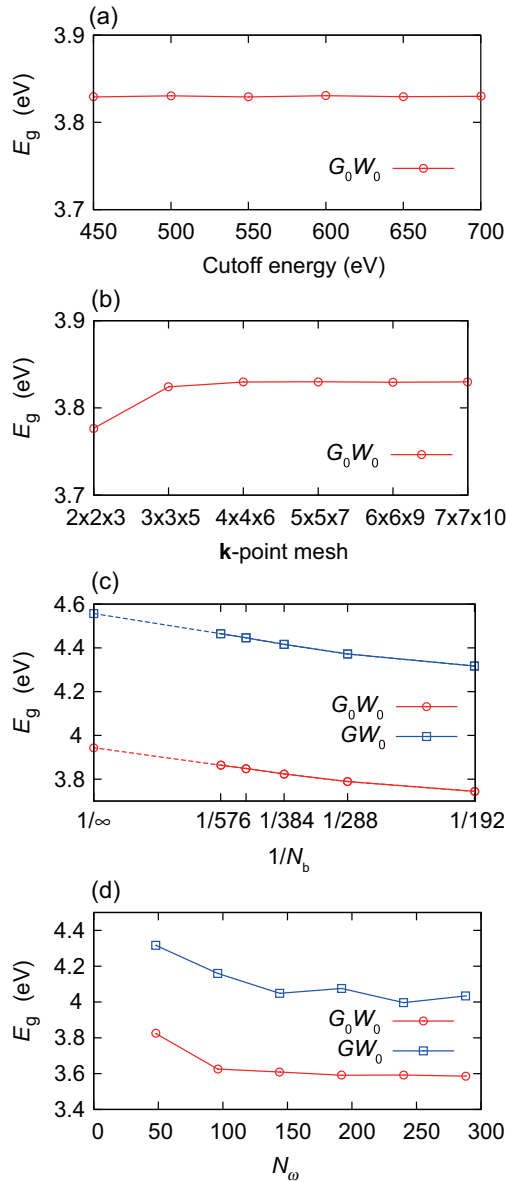 (a)
3.9
3.8
3.7
E_g (eV)
G_0W_0
450 500 550 600 650 700
Cutoff energy (eV)
(b)
3.9
3.8
3.7
E_g (eV)
G_0W_0
2x2x3 3x3x5 4x4x6 5x5x7 6x6x9 7x7x10
k-point mesh
(c)
4.6
4.4
4.2
4
3.8
E_g (eV)
G_0W_0
GW_0
1/∞ 1/576 1/384 1/288 1/192
1/N_b
(d)
4.4
4.2
4
3.8
3.6
3.4
E_g (eV)
G_0W_0
GW_0
0 50 100 150 200 250 300
N_ω